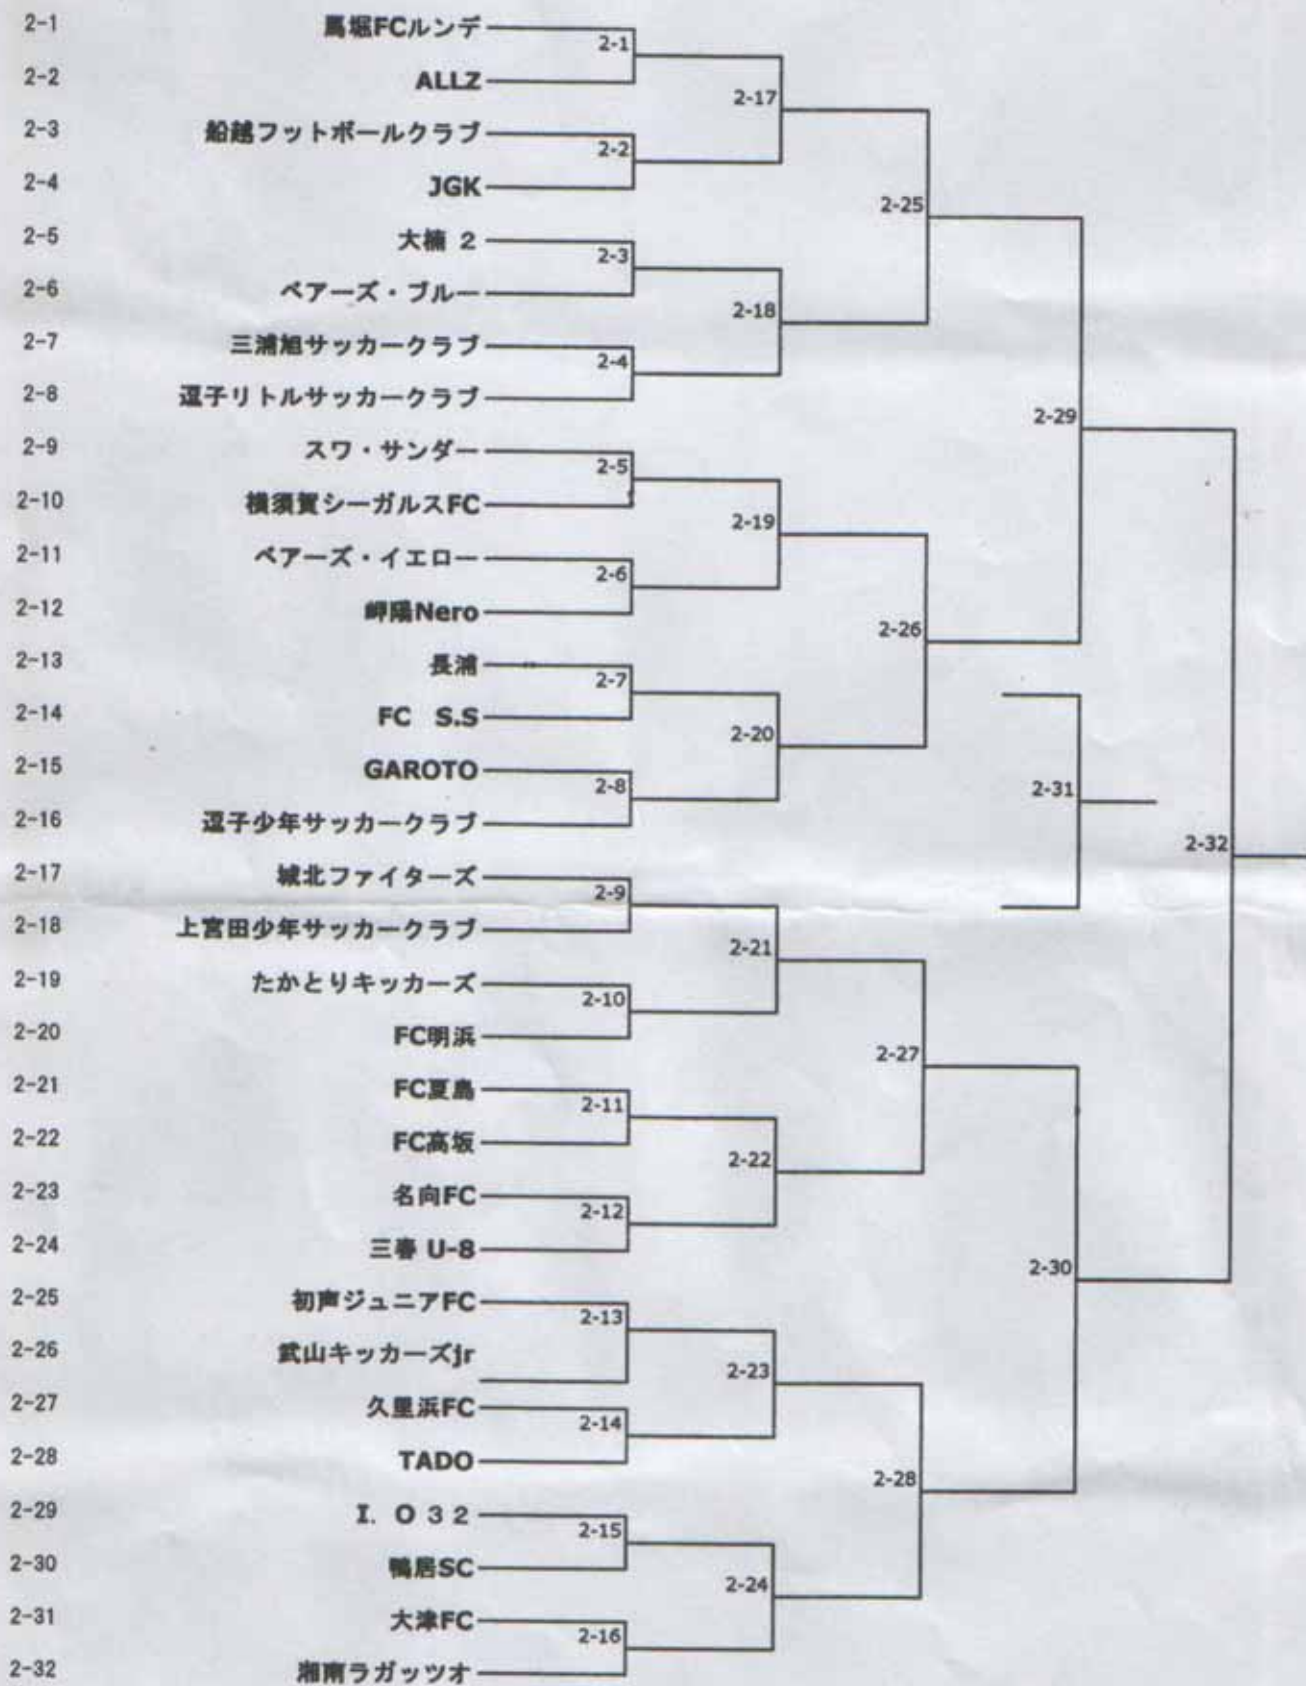 2-1 馬堀FCルンデ
2-1
2-2 ALLZ
2-17
2-3 船越フットボールクラブ
2-2
2-4 JGK
2-25
2-5 大楠 2
2-3
2-6 ベアーズ・ブルー
2-18
2-7 三浦旭サッカークラブ
2-4
2-8 逗子リトルサッカークラブ
2-29
2-9 スワ・サンダー
2-5
2-10 横須賀シーガルスFC
2-19
2-11 ベアーズ・イエロー
2-6
2-12 岬陽Nero
2-26
2-13 長浦
2-7
2-14 FC S.S
2-20
2-15 GAROTO
2-8
2-31
2-16 逗子少年サッカークラブ
2-32
2-17 城北ファイターズ
2-9
2-18 上宮田少年サッカークラブ
2-21
2-19 たかとりキッカーズ
2-10
2-20 FC明浜
2-27
2-21 FC夏島
2-11
2-22 FC高坂
2-22
2-23 名向FC
2-12
2-24 三春 U-8
2-30
2-25 初声ジュニアFC
2-13
2-26 武山キッカーズjr
2-23
2-27 久里浜FC
2-14
2-28 TADO
2-28
2-29 I. O 3 2
2-15
2-30 鴨居SC
2-24
2-31 大津FC
2-16
2-32 湘南ラガッツオ